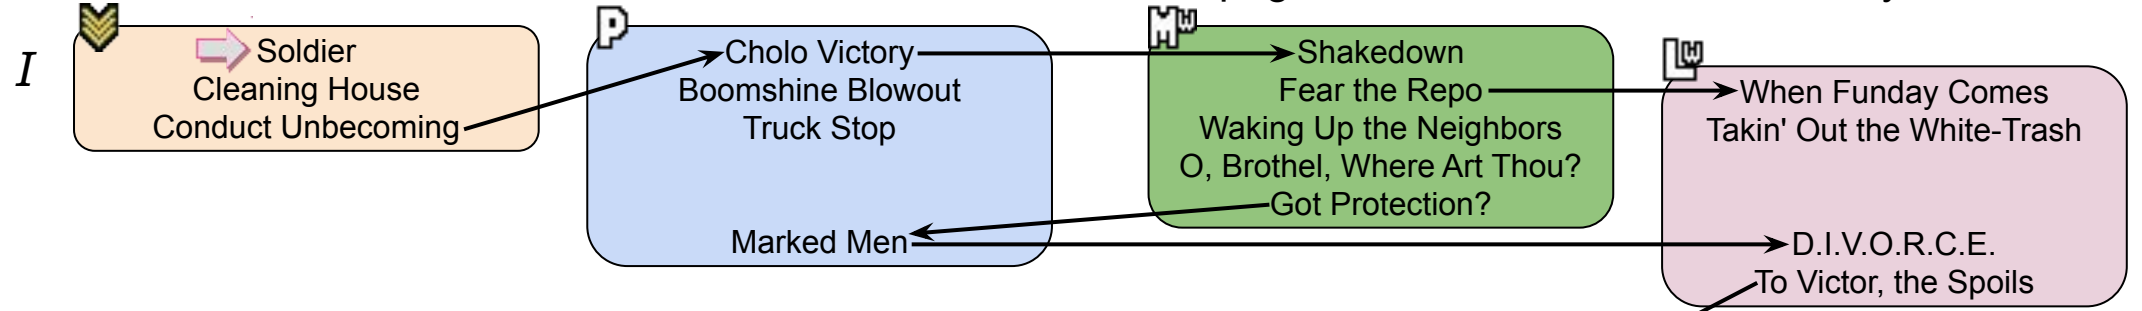 I
Soldier
Cleaning House
Conduct Unbecoming
P
Cholo Victory
Boomshine Blowout
Truck Stop
Marked Men
MW
Shakedown
Fear the Repo
Waking Up the Neighbors
O, Brothel, Where Art Thou?
Got Protection?
LW
When Funday Comes
Takin' Out the White-Trash
D.I.V.O.R.C.E.
To Victor, the Spoils